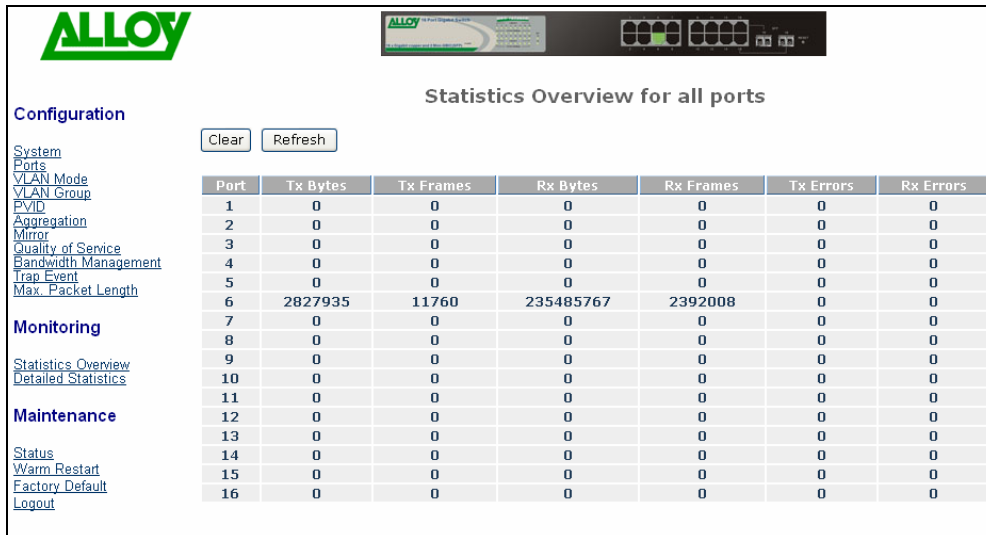 ALLOY
ALLOY 16 Port Gigabit Switch
Statistics Overview for all ports
Configuration
Clear Refresh
System
Ports
VLAN Mode
VLAN Group
PVID
Aggregation
Mirror
Quality of Service
Bandwidth Management
Trap Event
Max. Packet Length
Monitoring
Statistics Overview
Detailed Statistics
Maintenance
Status
Warm Restart
Factory Default
Logout
Port Tx Bytes Tx Frames Rx Bytes Rx Frames Tx Errors Rx Errors
1 0 0 0 0 0 0
2 0 0 0 0 0 0
3 0 0 0 0 0 0
4 0 0 0 0 0 0
5 0 0 0 0 0 0
6 2827935 11760 235485767 2392008 0 0
7 0 0 0 0 0 0
8 0 0 0 0 0 0
9 0 0 0 0 0 0
10 0 0 0 0 0 0
11 0 0 0 0 0 0
12 0 0 0 0 0 0
13 0 0 0 0 0 0
14 0 0 0 0 0 0
15 0 0 0 0 0 0
16 0 0 0 0 0 0